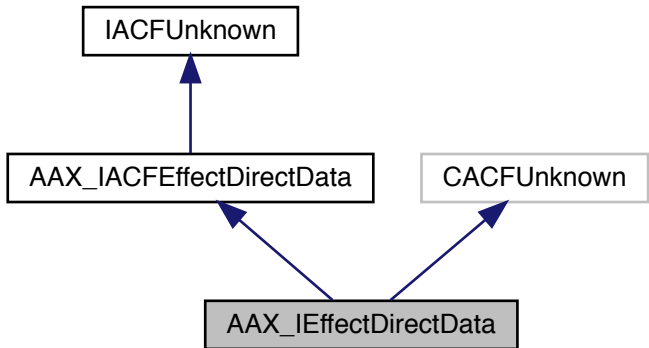 IACFUnknown
AAX_IACFEffectDirectData
CACFUnknown
AAX_IEffectDirectData